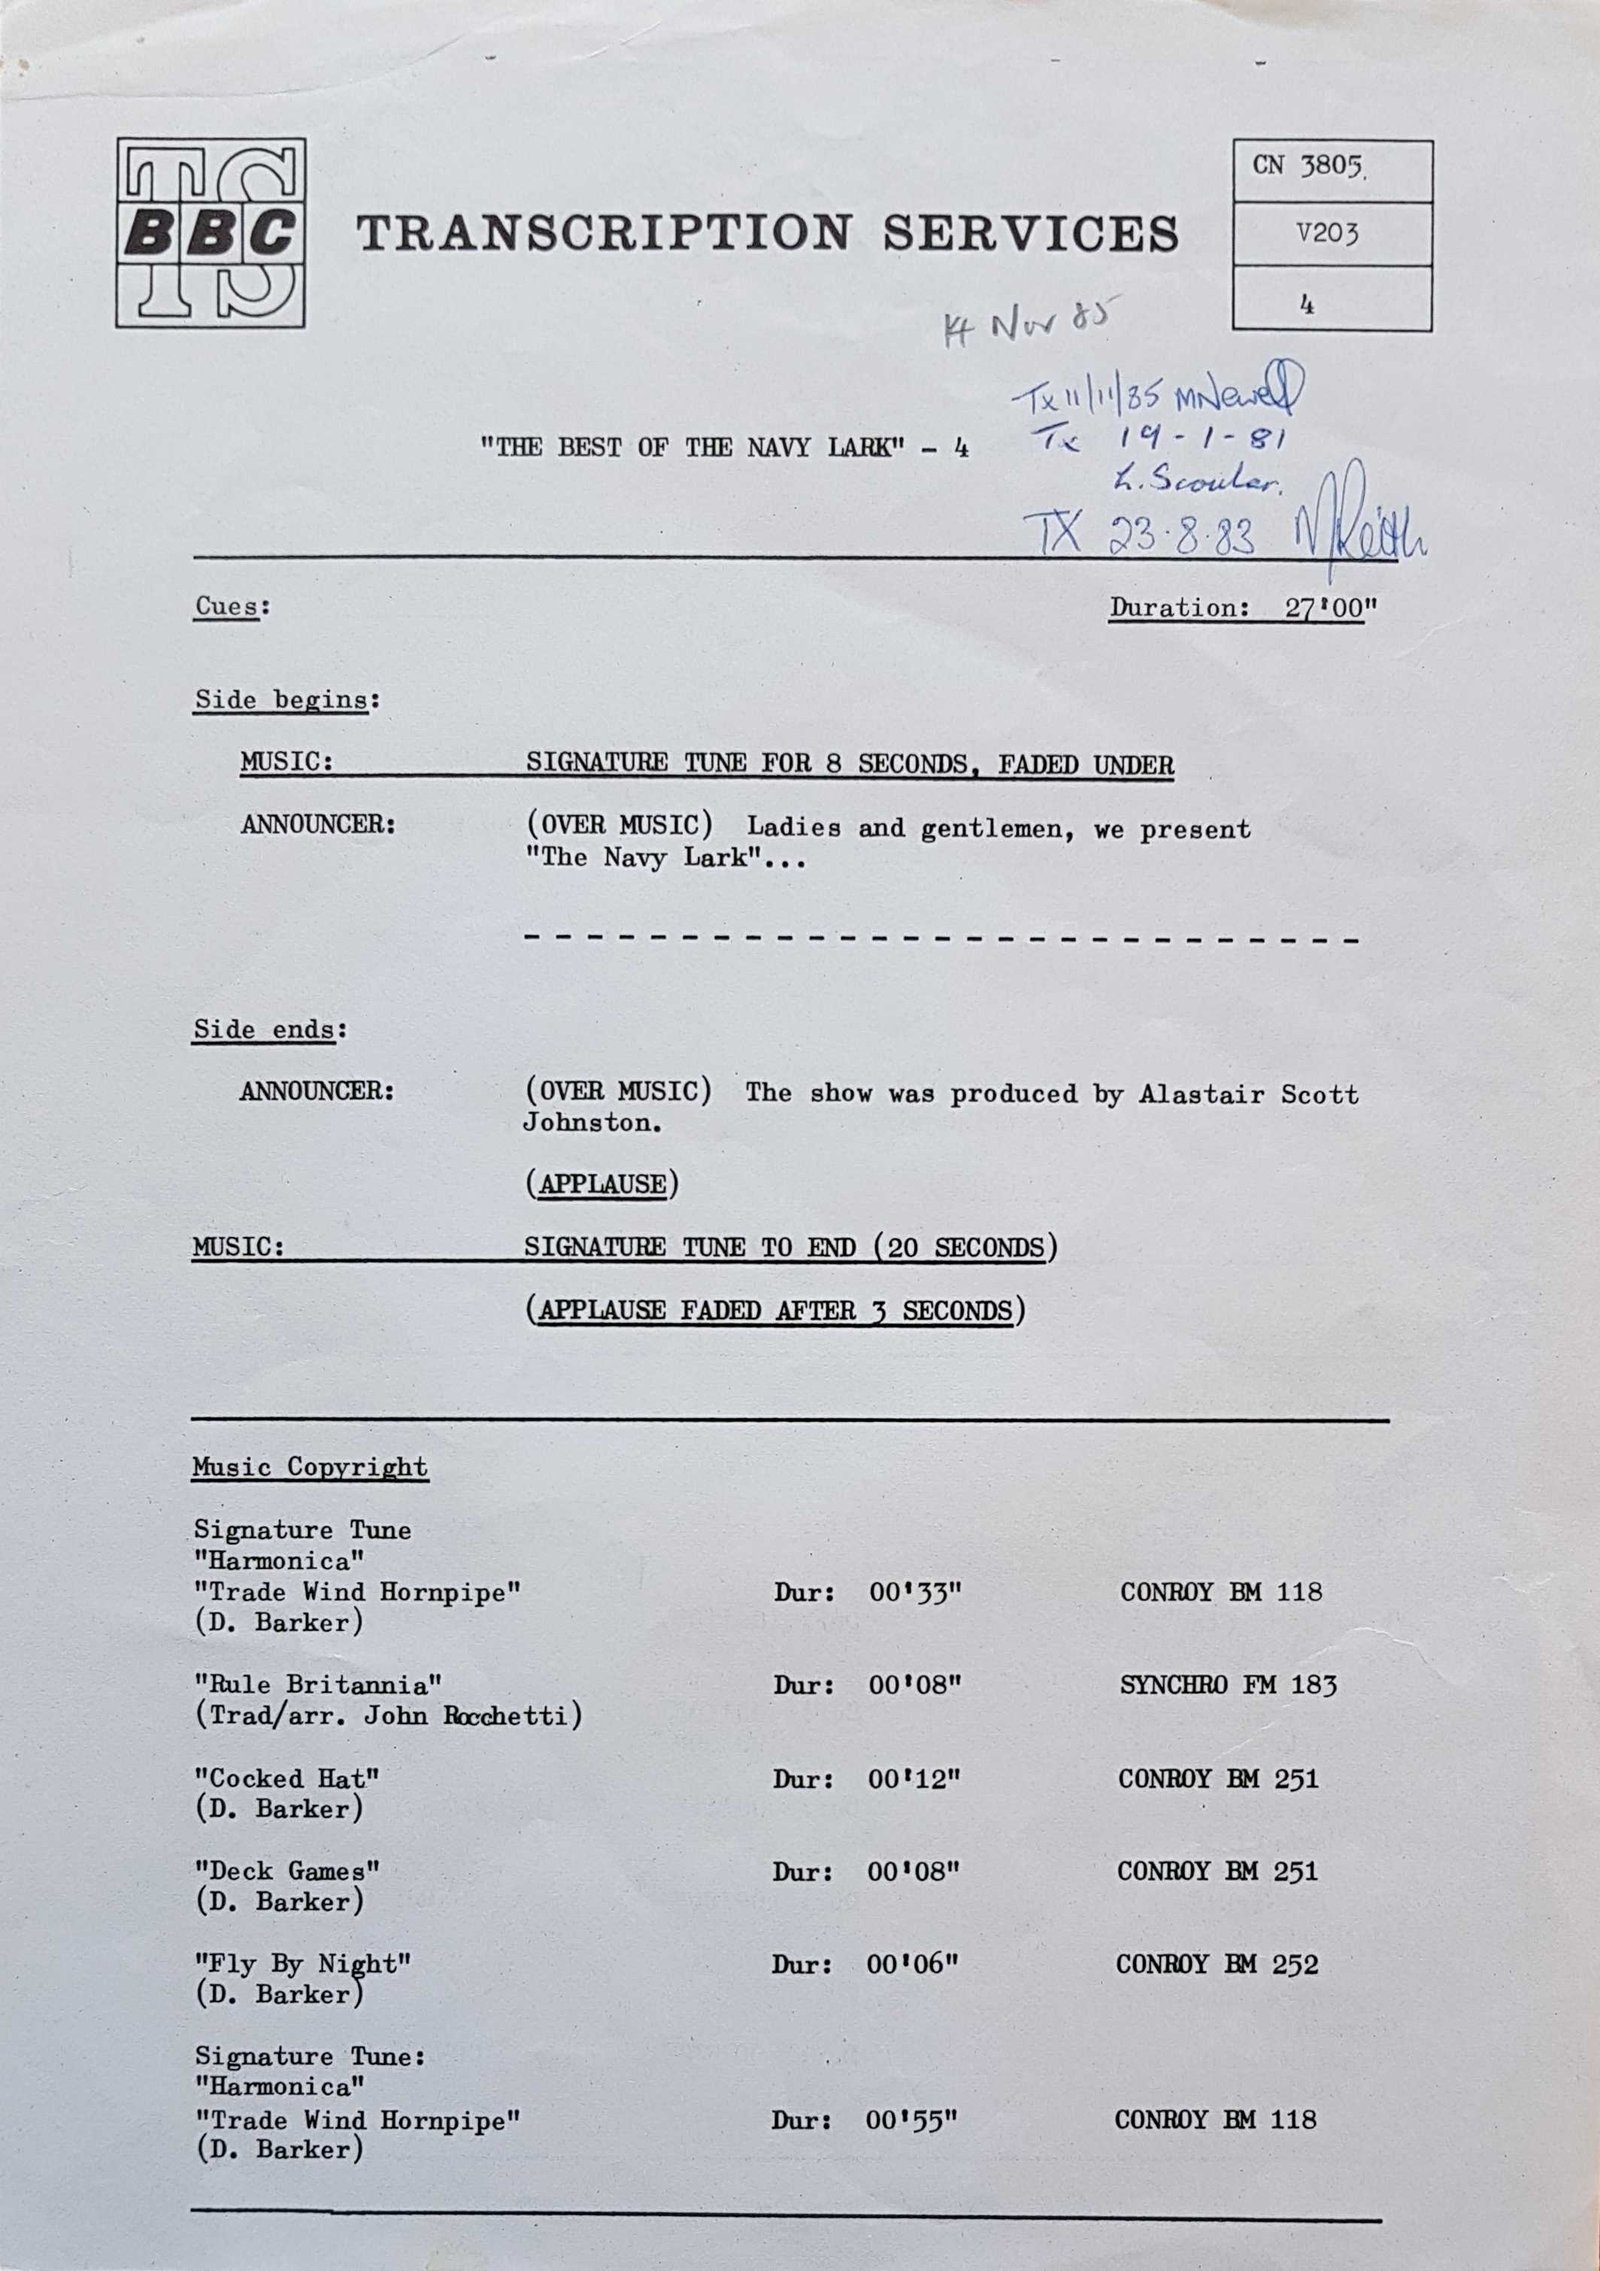 TS
BBC
TS
TRANSCRIPTION SERVICES
CN 3805.
V203
4
14 Nov 85
Tx 11/11/85 MNewell
"THE BEST OF THE NAVY LARK" - 4
Tx 19-1-81
L. Scouler.
TX 23.8.83 Keith
Cues:
Duration: 27'00"
Side begins:
MUSIC: SIGNATURE TUNE FOR 8 SECONDS, FADED UNDER
ANNOUNCER: (OVER MUSIC) Ladies and gentlemen, we present
"The Navy Lark"...
- - - - - - - - - - - - - - - - - - - - - - - - - - -
Side ends:
ANNOUNCER: (OVER MUSIC) The show was produced by Alastair Scott
Johnston.
(APPLAUSE)
MUSIC: SIGNATURE TUNE TO END (20 SECONDS)
(APPLAUSE FADED AFTER 3 SECONDS)
Music Copyright
Signature Tune
"Harmonica"
"Trade Wind Hornpipe" Dur: 00'33" CONROY BM 118
(D. Barker)
"Rule Britannia" Dur: 00'08" SYNCHRO FM 183
(Trad/arr. John Rocchetti)
"Cocked Hat" Dur: 00'12" CONROY BM 251
(D. Barker)
"Deck Games" Dur: 00'08" CONROY BM 251
(D. Barker)
"Fly By Night" Dur: 00'06" CONROY BM 252
(D. Barker)
Signature Tune:
"Harmonica"
"Trade Wind Hornpipe" Dur: 00'55" CONROY BM 118
(D. Barker)